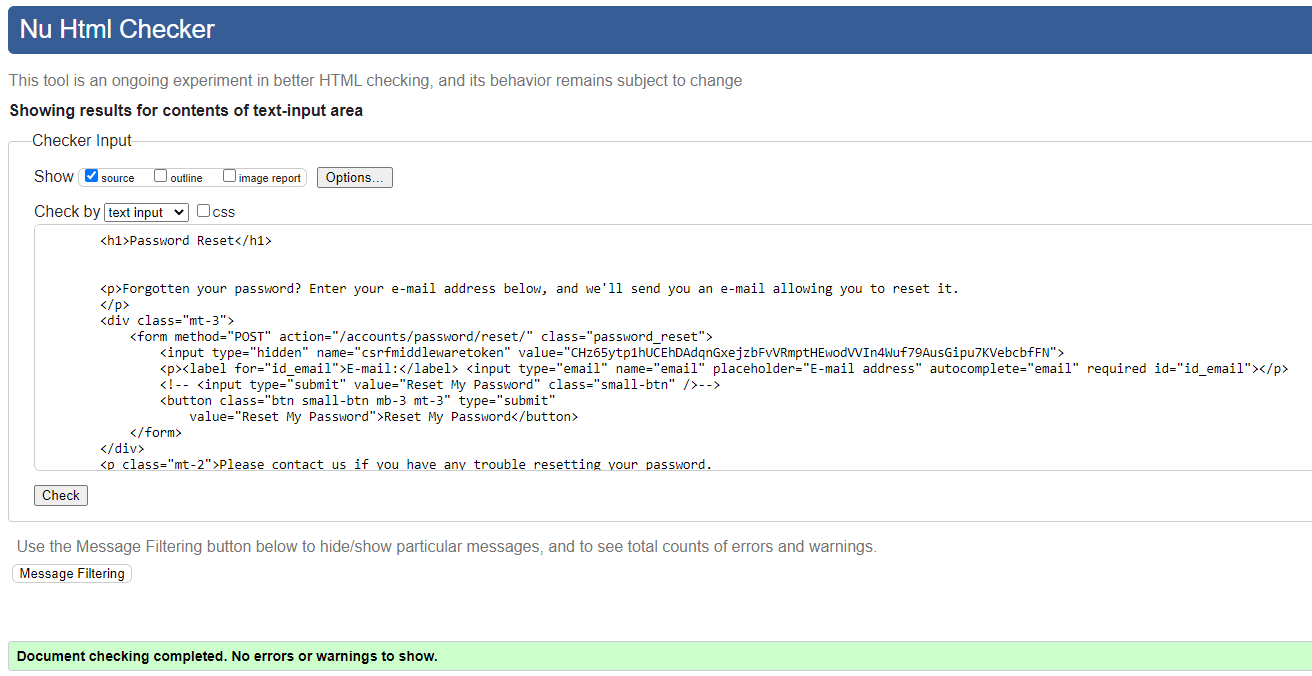 Nu Html Checker
This tool is an ongoing experiment in better HTML checking, and its behavior remains subject to change
Showing results for contents of text-input area
Checker Input
Show source outline image report Options...
Check by text input css
<h1>Password Reset</h1>
<p>Forgotten your password? Enter your e-mail address below, and we'll send you an e-mail allowing you to reset it.
</p>
<div class="mt-3">
<form method="POST" action="/accounts/password/reset/" class="password_reset">
<input type="hidden" name="csrfmiddlewaretoken" value="CHz65ytp1hUCEhDAdqnGxejzbFvVRmptHEwodVVIn4Wuf79AusGipu7KVebcbfFN">
<p><label for="id_email">E-mail:</label> <input type="email" name="email" placeholder="E-mail address" autocomplete="email" required id="id_email"></p>
<!-- <input type="submit" value="Reset My Password" class="small-btn" />-->
<button class="btn small-btn mb-3 mt-3" type="submit"
value="Reset My Password">Reset My Password</button>
</form>
</div>
<p class="mt-2">Please contact us if you have any trouble resetting your password.
Check
Use the Message Filtering button below to hide/show particular messages, and to see total counts of errors and warnings.
Message Filtering
Document checking completed. No errors or warnings to show.